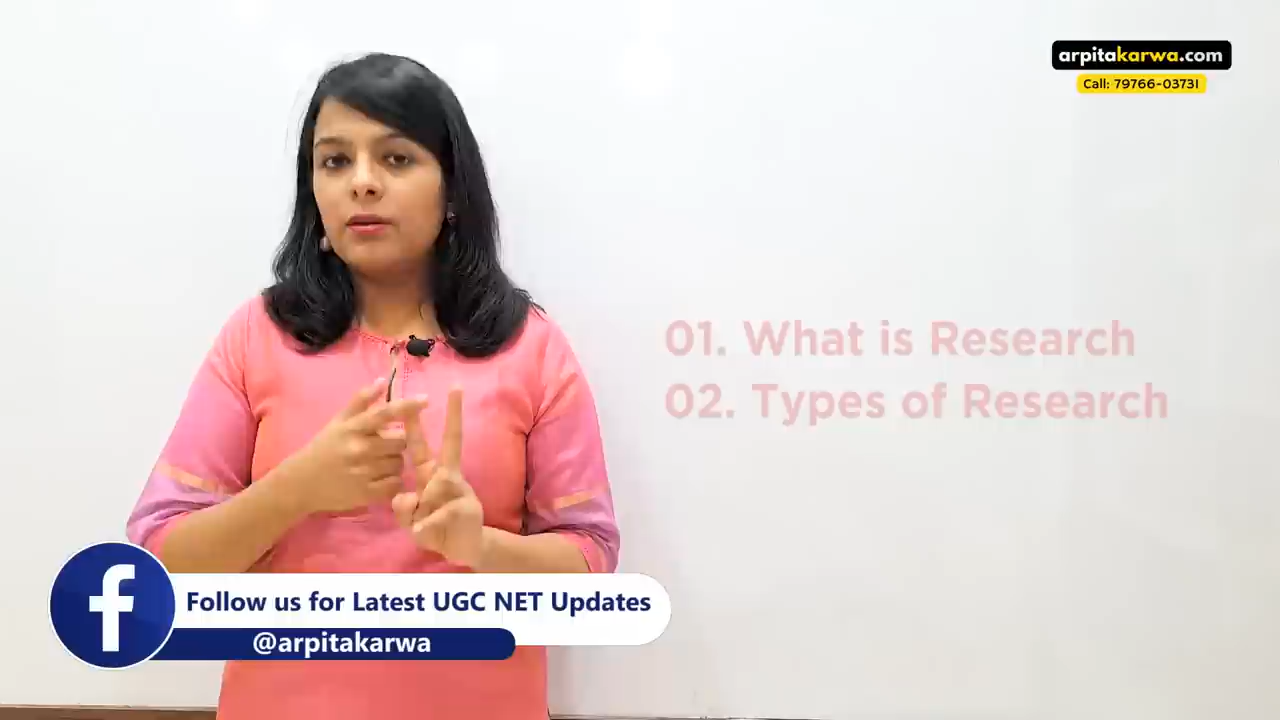 arpitakarwa.com
Call: 79766-03731
01. What is Research
02. Types of Research
f
Follow us for Latest UGC NET Updates
@arpitakarwa